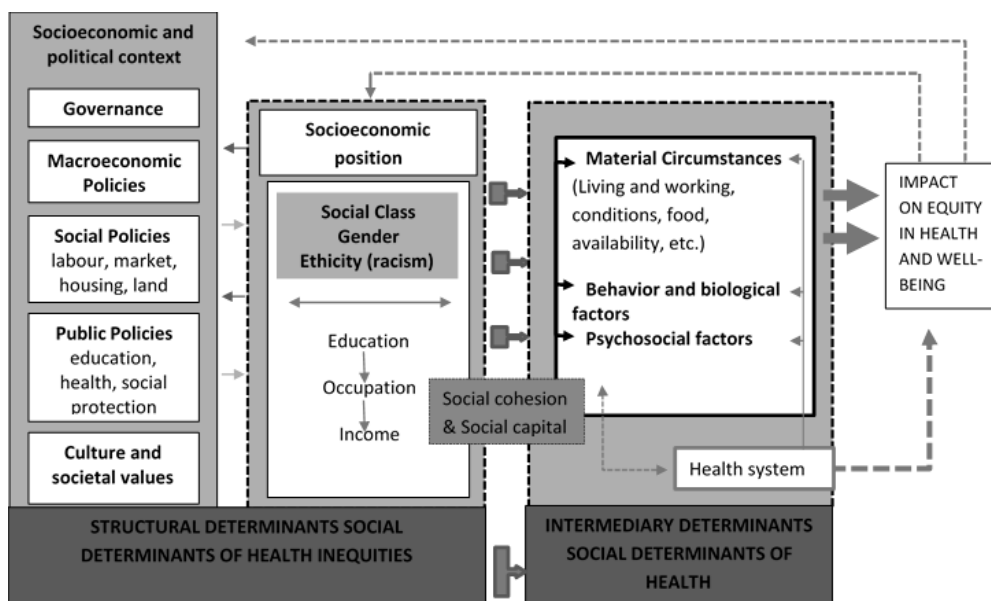 Socioeconomic and
political context
Governance
Macroeconomic
Policies
Social Policies
labour, market,
housing, land
Public Policies
education,
health, social
protection
Culture and
societal values
Socioeconomic
position
Social Class
Gender
Ethicity (racism)
Education
Occupation
Income
Social cohesion
& Social capital
Material Circumstances
(Living and working,
conditions, food,
availability, etc.)
Behavior and biological
factors
Psychosocial factors
Health system
IMPACT
ON EQUITY
IN HEALTH
AND WELL-
BEING
STRUCTURAL DETERMINANTS SOCIAL
DETERMINANTS OF HEALTH INEQUITIES
INTERMEDIARY DETERMINANTS
SOCIAL DETERMINANTS OF
HEALTH